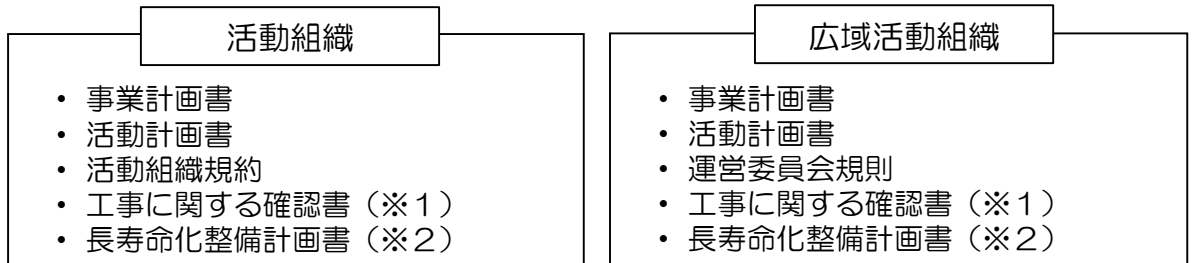 活動組織
・ 事業計画書
・ 活動計画書
・ 活動組織規約
・ 工事に関する確認書（※１）
・ 長寿命化整備計画書（※２）
広域活動組織
・ 事業計画書
・ 活動計画書
・ 運営委員会規則
・ 工事に関する確認書（※１）
・ 長寿命化整備計画書（※２）